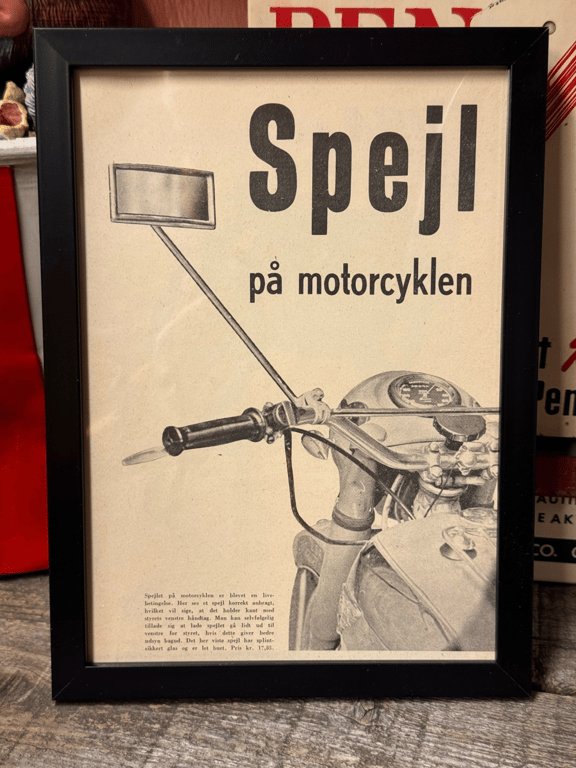 PEN
Spejl
på motorcyklen
Spejlet på motorcyklen er blevet en live-
betingelse. Her ses et spejl korrekt anbragt,
hvilket vil sige, at det holder kant med
styrets venstre håndtag. Man kan selvfølgelig
tillade sig at lade spejlet gå lidt ud til
venstre for styret, hvis dette giver bedre
udsyn bagud. Det her viste spejl har splint-
sikkert glas og er let buet. Pris kr. 17,85.
Pen
CO.